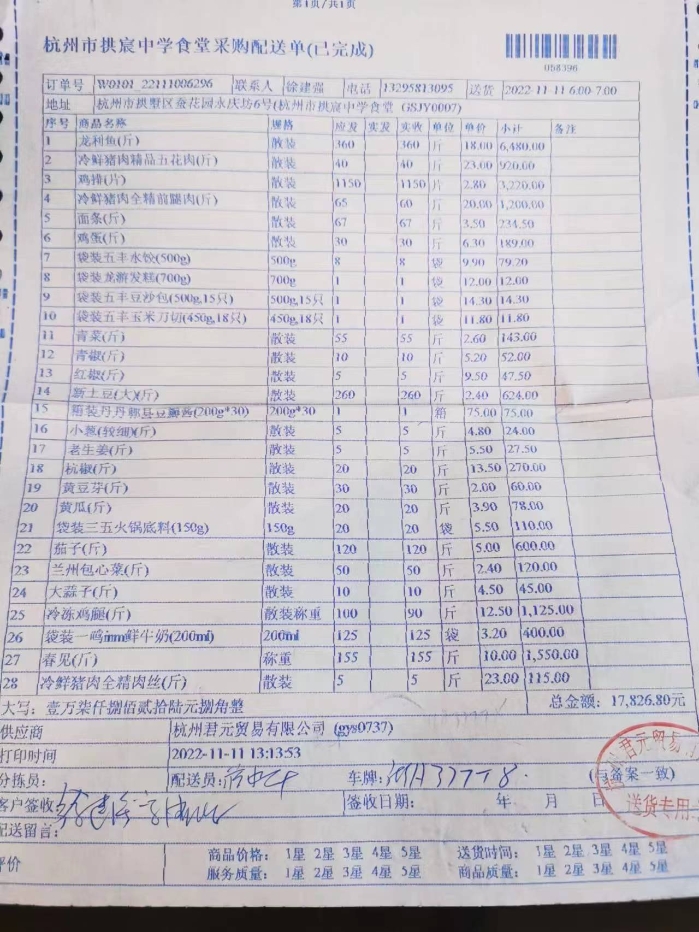 第1页/共1页
杭州市拱宸中学食堂采购配送单(已完成)
058396
订单号 W0101_22111006296 联系人 徐建强 电话 13295813095 送货 2022-11-11 6:00-7:00
地址 杭州市拱墅区蚕花园永庆坊6号(杭州市拱宸中学食堂 GSJY0007)
序号 商品名称 规格 应发 实发 实收 单位 单价 小计 备注
1 龙利鱼(斤) 散装 360 360 斤 18.00 6,480.00
2 冷鲜猪肉精品五花肉(斤) 散装 40 40 斤 23.00 920.00
3 鸡排(片) 散装 1150 1150 片 2.80 3,220.00
4 冷鲜猪肉全精前腿肉(斤) 散装 65 60 斤 20.00 1,200.00
5 面条(斤) 散装 67 67 斤 3.50 234.50
6 鸡蛋(斤) 散装 30 30 斤 6.30 189.00
7 袋装五丰水饺(500g) 500g 8 8 袋 9.90 79.20
8 袋装龙游发糕(700g) 700g 1 1 袋 12.00 12.00
9 袋装五丰豆沙包(500g,15只) 500g,15只 1 1 袋 14.30 14.30
10 袋装五丰玉米刀切(450g,18只) 450g,18只 1 1 袋 11.80 11.80
11 青菜(斤) 散装 55 55 斤 2.60 143.00
12 青椒(斤) 散装 10 10 斤 5.20 52.00
13 红椒(斤) 散装 5 5 斤 9.50 47.50
14 新土豆(大)(斤) 散装 260 260 斤 2.40 624.00
15 箱装丹丹郫县豆瓣酱(200g*30) 200g*30 1 1 箱 75.00 75.00
16 小葱(较细)(斤) 散装 5 5 斤 4.80 24.00
17 老生姜(斤) 散装 5 5 斤 5.50 27.50
18 杭椒(斤) 散装 20 20 斤 13.50 270.00
19 黄豆芽(斤) 散装 30 30 斤 2.00 60.00
20 黄瓜(斤) 散装 20 20 斤 3.90 78.00
21 袋装三五火锅底料(150g) 150g 20 20 袋 5.50 110.00
22 茄子(斤) 散装 120 120 斤 5.00 600.00
23 兰州包心菜(斤) 散装 50 50 斤 2.40 120.00
24 大蒜子(斤) 散装 10 10 斤 4.50 45.00
25 冷冻鸡腿(斤) 散装称重 100 90 斤 12.50 1,125.00
26 袋装一鸣inm鲜牛奶(200ml) 200ml 125 125 袋 3.20 400.00
27 春见(斤) 称重 155 155 斤 10.00 1,550.00
28 冷鲜猪肉全精肉丝(斤) 散装 5 5 斤 23.00 115.00
大写: 壹万柒仟捌佰贰拾陆元捌角整 总金额: 17,826.80元
供应商 杭州君元贸易有限公司 (gys0737)
打印时间 2022-11-11 13:13:53
分拣员: 配送员: 车牌: (与备案一致)
客户签收 签收日期: 年 月 日
配送留言:
君元贸易
送货专用
评价 商品价格: 1星 2星 3星 4星 5星 送货时间: 1星 2星 3星 4星 5星
服务质量: 1星 2星 3星 4星 5星 商品质量: 1星 2星 3星 4星 5星